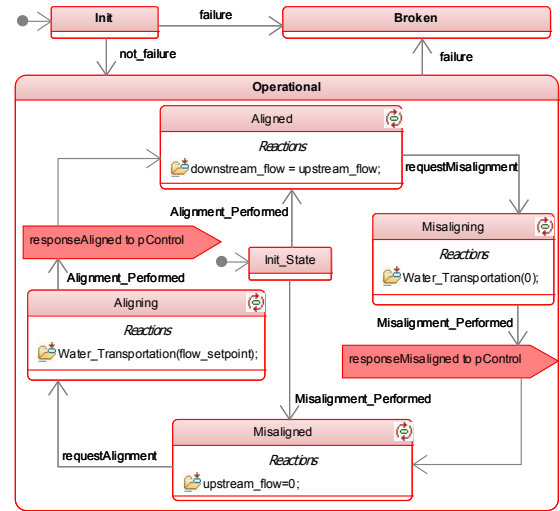 Init
failure
Broken
not_failure
failure
Operational
Aligned
Reactions
downstream_flow = upstream_flow;
requestMisalignment
Alignment_Performed
Misaligning
Reactions
Water_Transportation(0);
responseAligned to pControl
Init_State
Alignment_Performed
Aligning
Reactions
Water_Transportation(flow_setpoint);
Misalignment_Performed
responseMisaligned to pControl
Misalignment_Performed
requestAlignment
Misaligned
Reactions
upstream_flow=0;